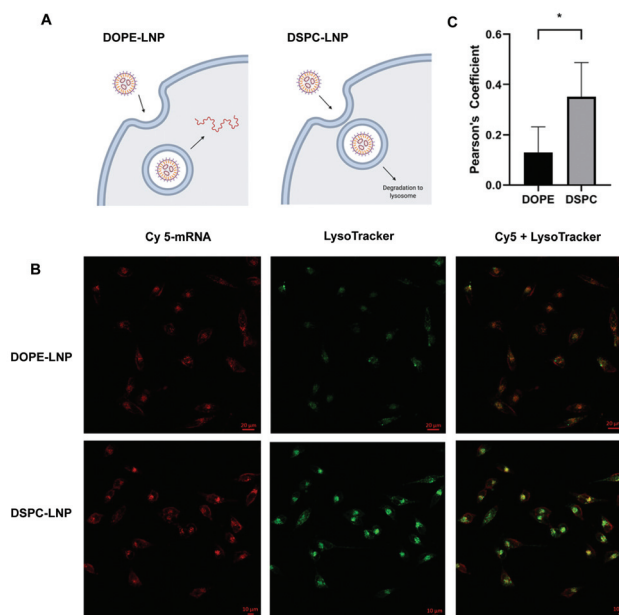 A
DOPE-LNP
DSPC-LNP
Degradation to
lysosome
C
*
Pearson's Coefficient
0.6
0.4
0.2
0.0
DOPE
DSPC
Cy 5-mRNA
LysoTracker
Cy5 + LysoTracker
B
DOPE-LNP
20 μm
20 μm
20 μm
DSPC-LNP
10 μm
10 μm